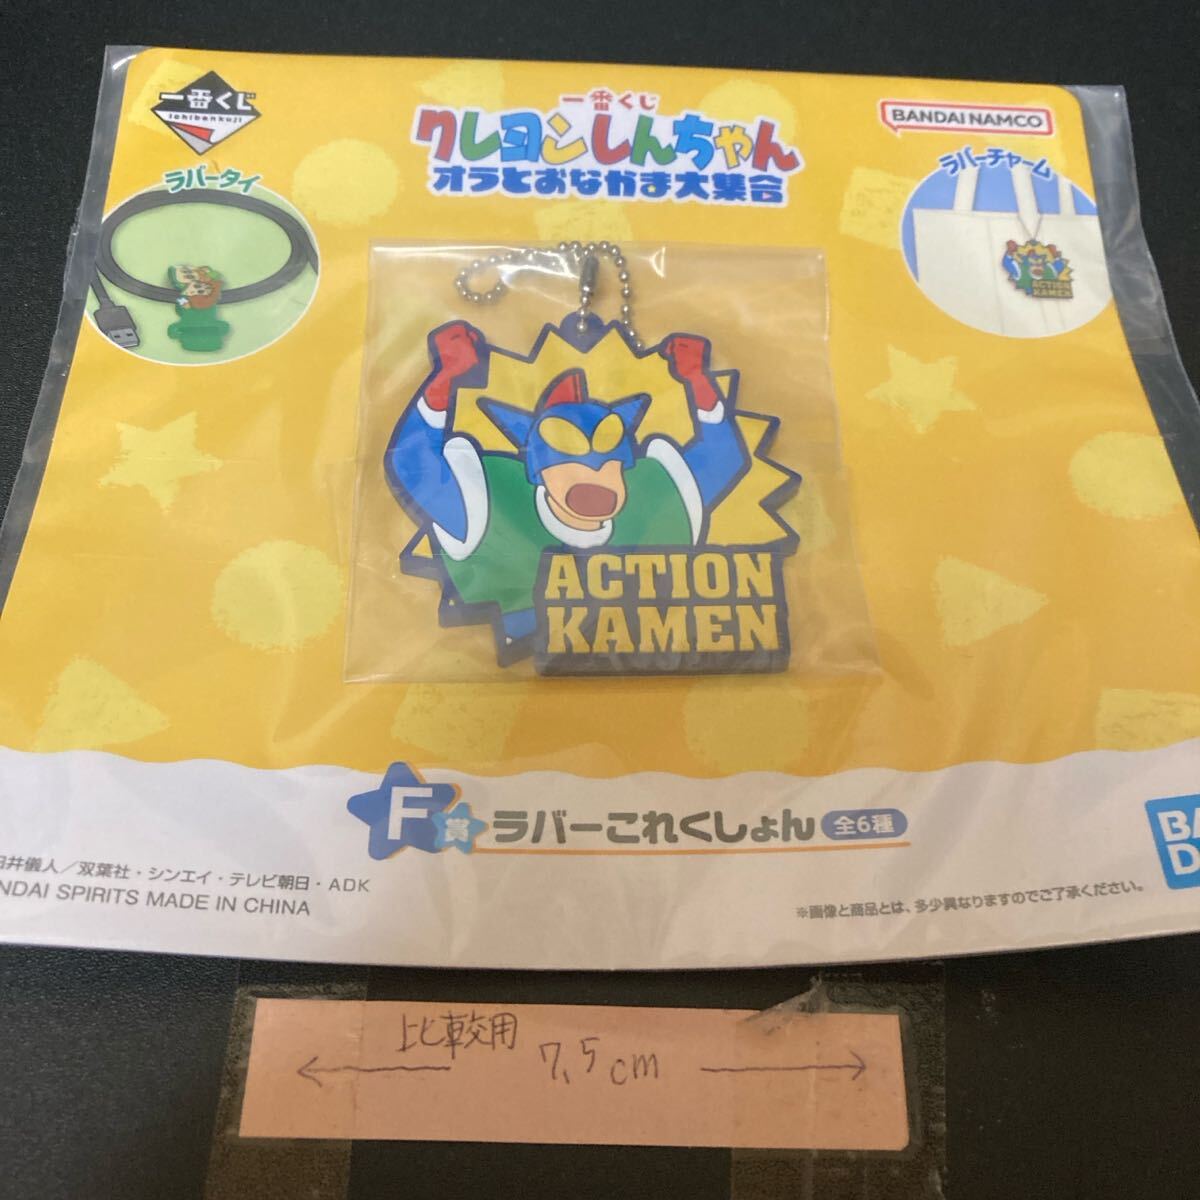 一番くじ
ichibankuji
一番くじ
クレヨンしんちゃん
オラとおなかま大集合
BANDAI NAMCO
ラバータイ
ラバーチャーム
ACTION
KAMEN
ACTION
KAMEN
F賞 ラバーこれくしょん 全6種
井儀人／双葉社・シンエイ・テレビ朝日・ADK
NDAI SPIRITS MADE IN CHINA
※画像と商品とは、多少異なりますのでご了承ください。
BA
D
比較用
7.5cm